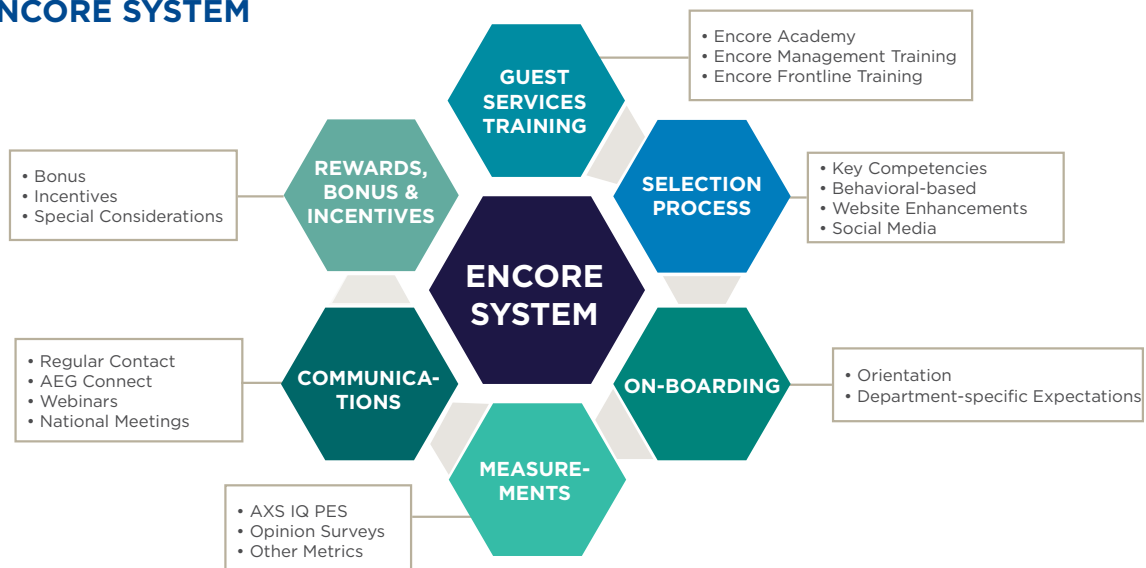 NCORE SYSTEM
GUEST
SERVICES
TRAINING
• Encore Academy
• Encore Management Training
• Encore Frontline Training
SELECTION
PROCESS
• Key Competencies
• Behavioral-based
• Website Enhancements
• Social Media
ON-BOARDING
• Orientation
• Department-specific Expectations
MEASURE-
MENTS
• AXS IQ PES
• Opinion Surveys
• Other Metrics
COMMUNICA-
TIONS
• Regular Contact
• AEG Connect
• Webinars
• National Meetings
REWARDS,
BONUS &
INCENTIVES
• Bonus
• Incentives
• Special Considerations
ENCORE
SYSTEM